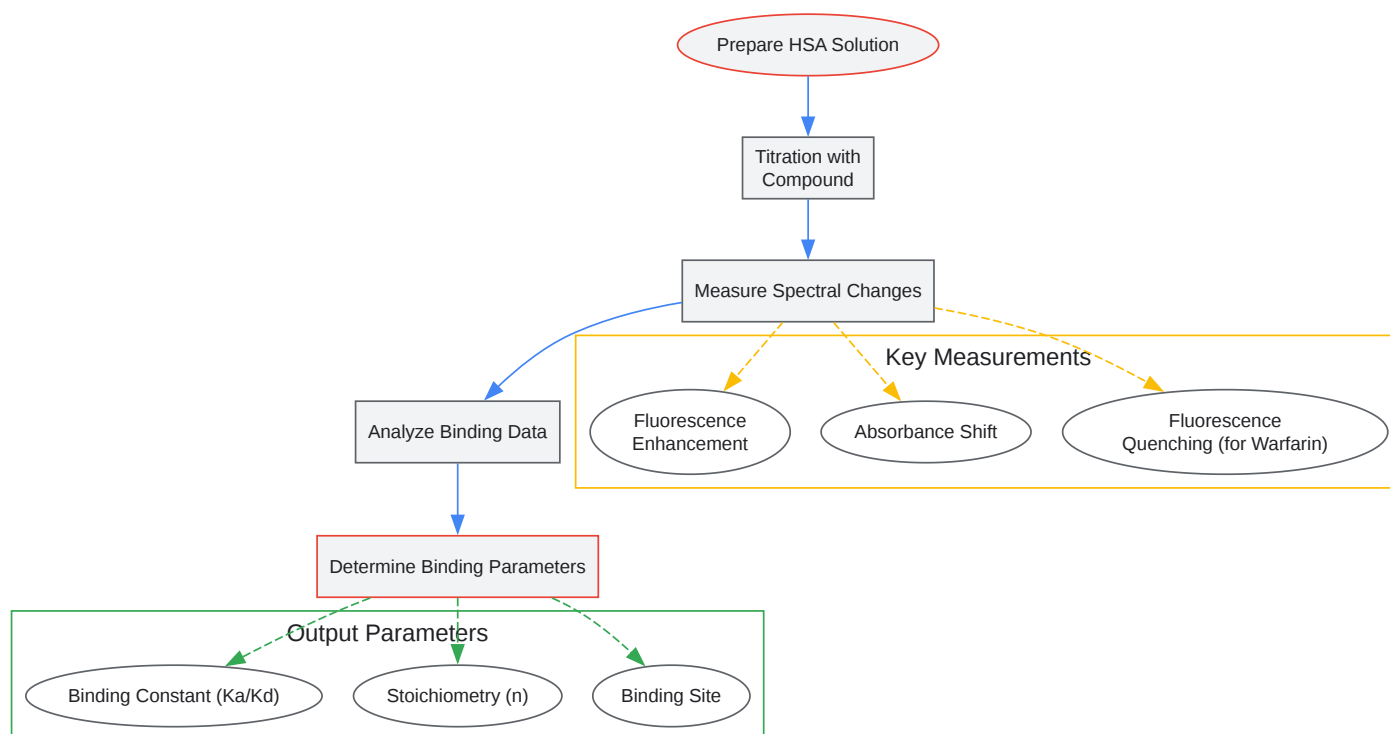 Prepare HSA Solution
Titration with
Compound
Measure Spectral Changes
Key Measurements
Fluorescence
Enhancement
Absorbance Shift
Fluorescence
Quenching (for Warfarin)
Analyze Binding Data
Determine Binding Parameters
Output Parameters
Binding Constant (Ka/Kd)
Stoichiometry (n)
Binding Site